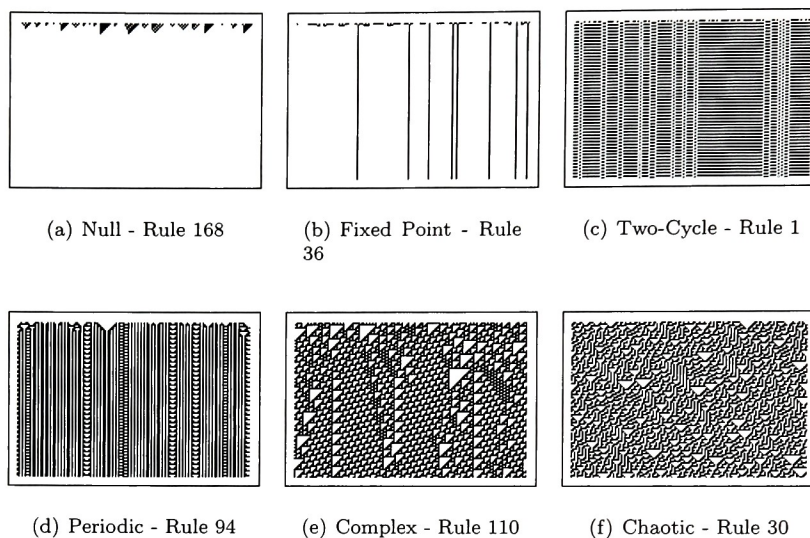 (a) Null - Rule 168
(b) Fixed Point - Rule
36
(c) Two-Cycle - Rule 1
(d) Periodic - Rule 94
(e) Complex - Rule 110
(f) Chaotic - Rule 30